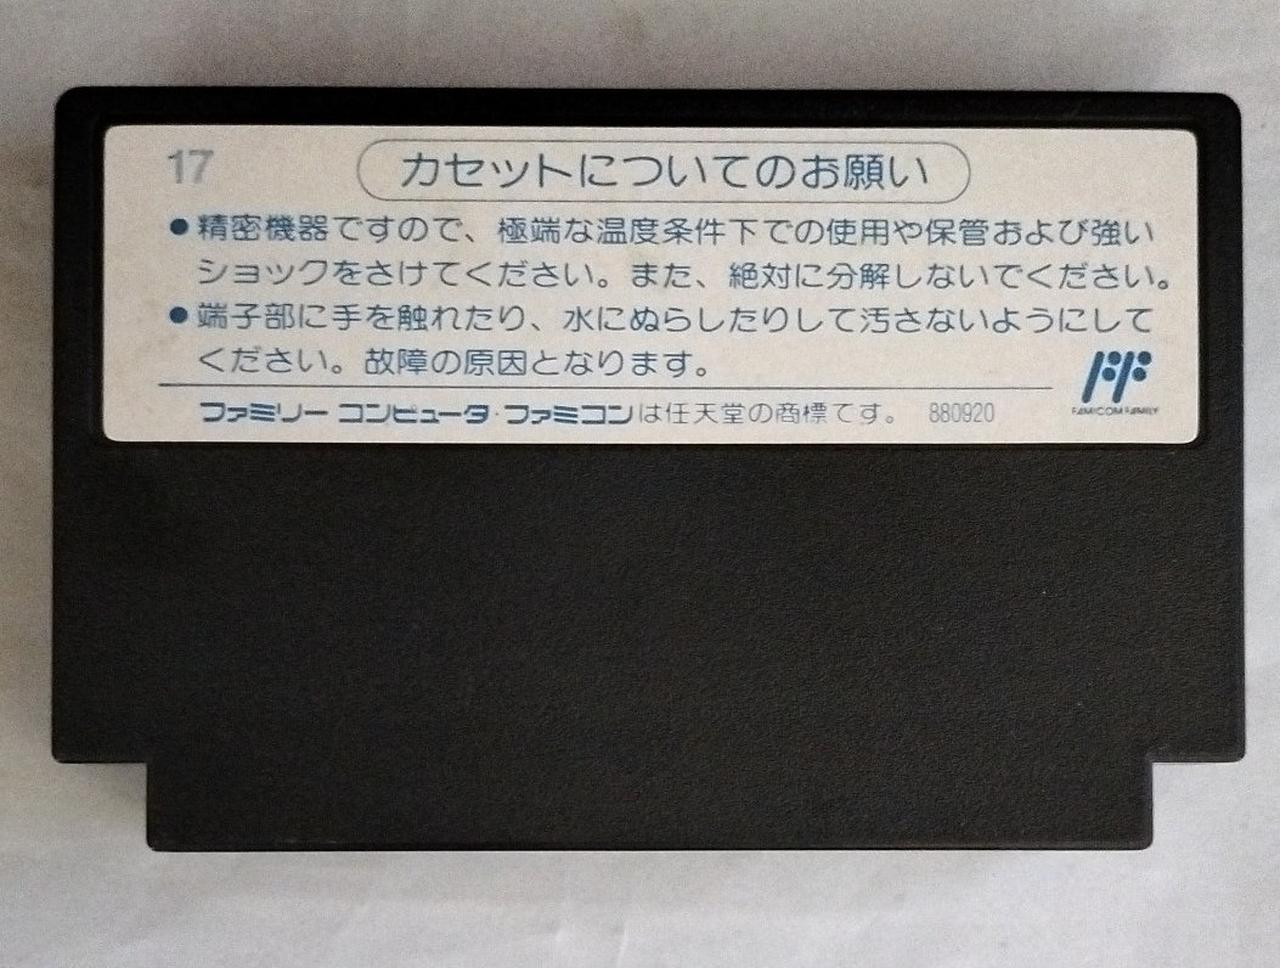 17
カセットについてのお願い
●精密機器ですので、極端な温度条件下での使用や保管および強い
ショックをさけてください。また、絶対に分解しないでください。
●端子部に手を触れたり、水にぬらしたりして汚さないようにして
ください。故障の原因となります。
FF
FAMICOM FAMILY
ファミリー コンピュータ・ファミコンは任天堂の商標です。 880920